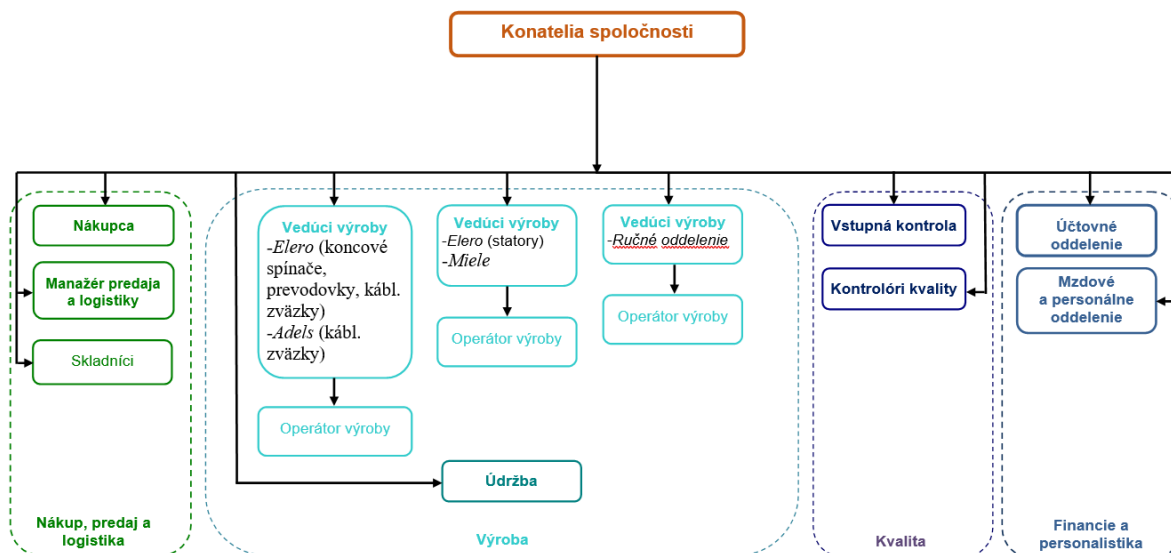 Konatelia spoločnosti
Nákupca
Manažér predaja
a logistiky
Skladníci
Nákup, predaj a
logistika
Vedúci výroby
-Elero (koncové
spínače,
prevodovky, kábl.
zväzky)
-Adels (kábl.
zväzky)
Operátor výroby
Vedúci výroby
-Elero (statory)
-Miele
Operátor výroby
Vedúci výroby
-Ručné oddelenie
Operátor výroby
Údržba
Výroba
Vstupná kontrola
Kontrolóri kvality
Kvalita
Účtovné
oddelenie
Mzdové
a personálne
oddelenie
Financie a
personalistika